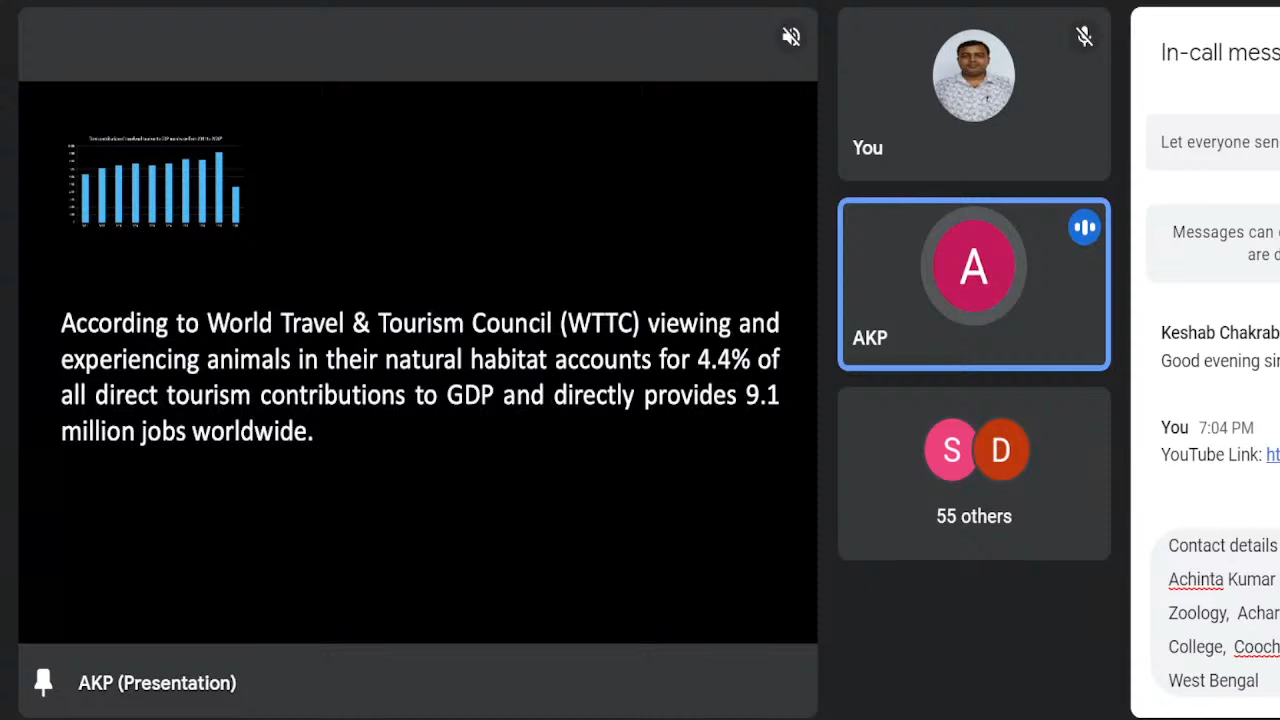 According to World Travel & Tourism Council (WTTC) viewing and
experiencing animals in their natural habitat accounts for 4.4% of
all direct tourism contributions to GDP and directly provides 9.1
million jobs worldwide.
AKP (Presentation)
You
A
AKP
S D
55 others
In-call mess
Let everyone sen
Messages can
are d
Keshab Chakrab
Good evening sir
You 7:04 PM
YouTube Link: ht
Contact details
Achinta Kumar
Zoology, Achar
College, Cooch
West Bengal